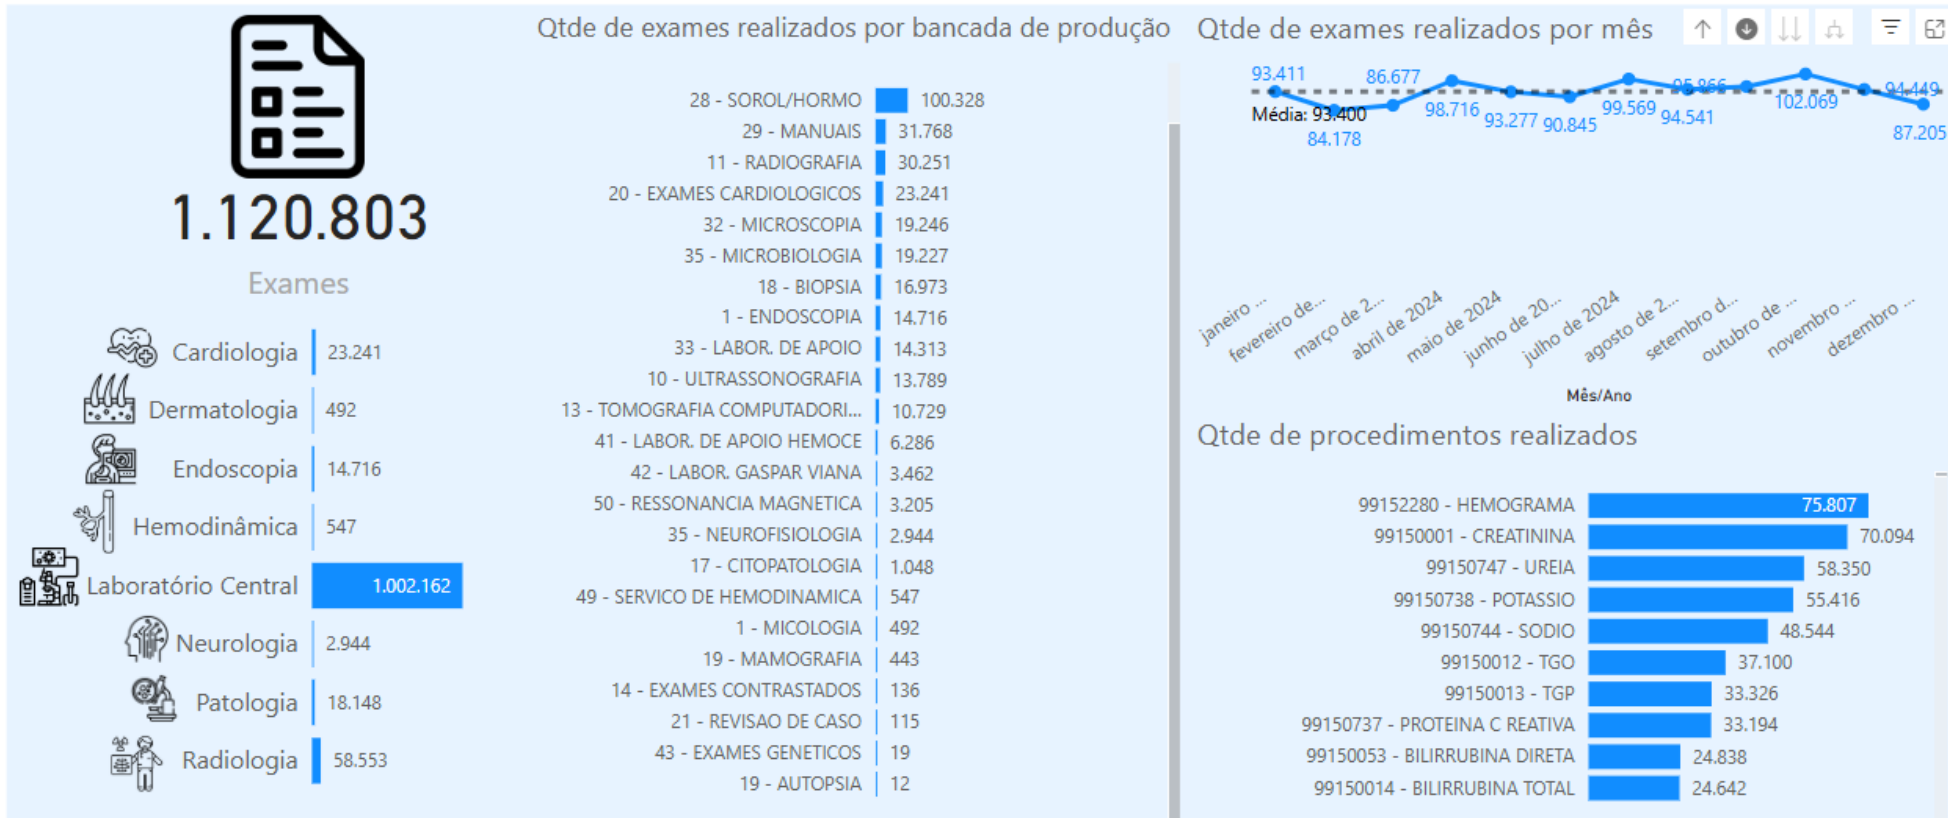 1.120.803
Exames
Cardiologia 23.241
Dermatologia 492
Endoscopia 14.716
Hemodinâmica 547
Laboratório Central 1.002.162
Neurologia 2.944
Patologia 18.148
Radiologia 58.553
Qtde de exames realizados por bancada de produção
28 - SOROL/HORMO 100.328
29 - MANUAIS 31.768
11 - RADIOGRAFIA 30.251
20 - EXAMES CARDIOLOGICOS 23.241
32 - MICROSCOPIA 19.246
35 - MICROBIOLOGIA 19.227
18 - BIOPSIA 16.973
1 - ENDOSCOPIA 14.716
33 - LABOR. DE APOIO 14.313
10 - ULTRASSONOGRAFIA 13.789
13 - TOMOGRAFIA COMPUTADORI... 10.729
41 - LABOR. DE APOIO HEMOCE 6.286
42 - LABOR. GASPAR VIANA 3.462
50 - RESSONANCIA MAGNETICA 3.205
35 - NEUROFISIOLOGIA 2.944
17 - CITOPATOLOGIA 1.048
49 - SERVICO DE HEMODINAMICA 547
1 - MICOLOGIA 492
19 - MAMOGRAFIA 443
14 - EXAMES CONTRASTADOS 136
21 - REVISAO DE CASO 115
43 - EXAMES GENETICOS 19
19 - AUTOPSIA 12
Qtde de exames realizados por mês
93.411
84.178
86.677
98.716
93.277
90.845
99.569
94.541
95.866
102.069
94.449
87.205
Média: 93.400
janeiro ...
fevereiro de...
março de 2...
abril de 2024
maio de 2024
junho de 20...
julho de 2024
agosto de 2...
setembro d...
outubro de ...
novembro ...
dezembro ...
Mês/Ano
Qtde de procedimentos realizados
99152280 - HEMOGRAMA 75.807
99150001 - CREATININA 70.094
99150747 - UREIA 58.350
99150738 - POTASSIO 55.416
99150744 - SODIO 48.544
99150012 - TGO 37.100
99150013 - TGP 33.326
99150737 - PROTEINA C REATIVA 33.194
99150053 - BILIRRUBINA DIRETA 24.838
99150014 - BILIRRUBINA TOTAL 24.642